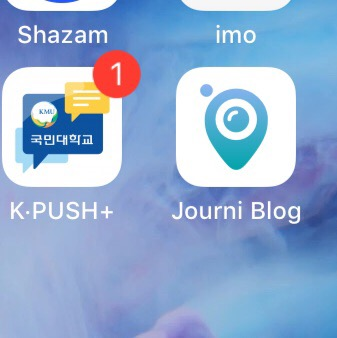 Shazam
imo
1
KMU
국민대학교
K·PUSH+
Journi Blog